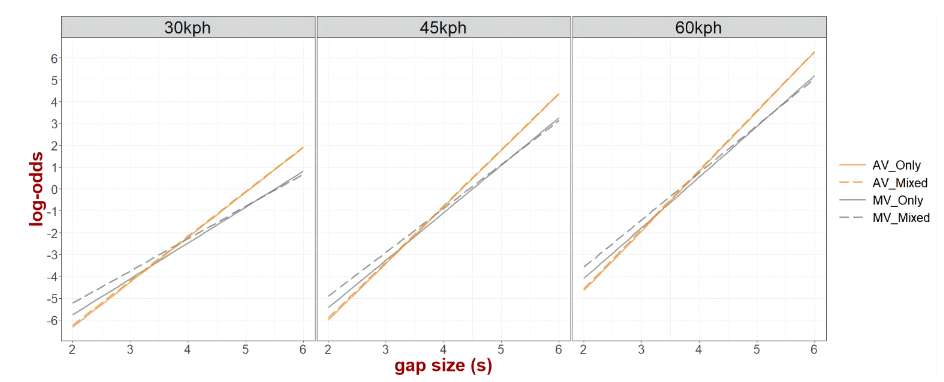 30kph 45kph 60kph
6
5
4
3
2
1
0
-1
-2
-3
-4
-5
-6
log-odds
2 3 4 5 6 2 3 4 5 6 2 3 4 5 6
gap size (s)
AV_Only
AV_Mixed
MV_Only
MV_Mixed